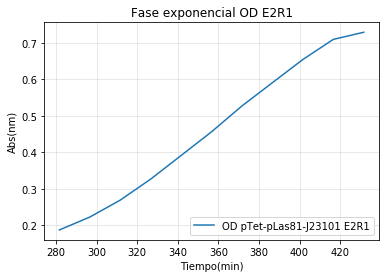 Fase exponencial OD E2R1
Abs(nm)
0.7
0.6
0.5
0.4
0.3
0.2
OD pTet-pLas81-J23101 E2R1
280 300 320 340 360 380 400 420
Tiempo(min)